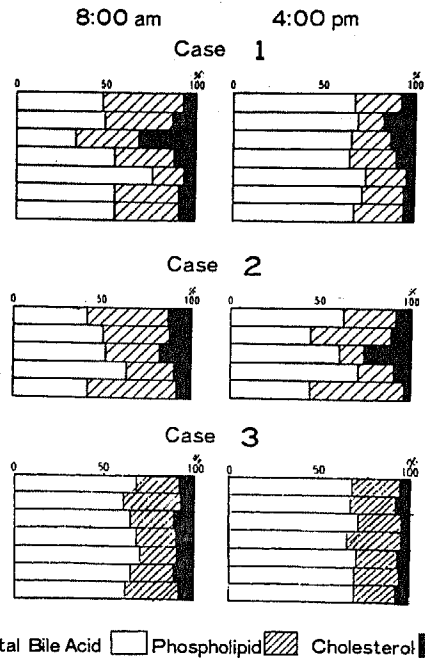 8:00 am 4:00 pm
Case 1
% %
0 50 100 0 50 100
Case 2
% %
0 50 100 0 50 100
Case 3
% %
0 50 100 0 50 100
tal Bile Acid Phospholipid Cholesterol